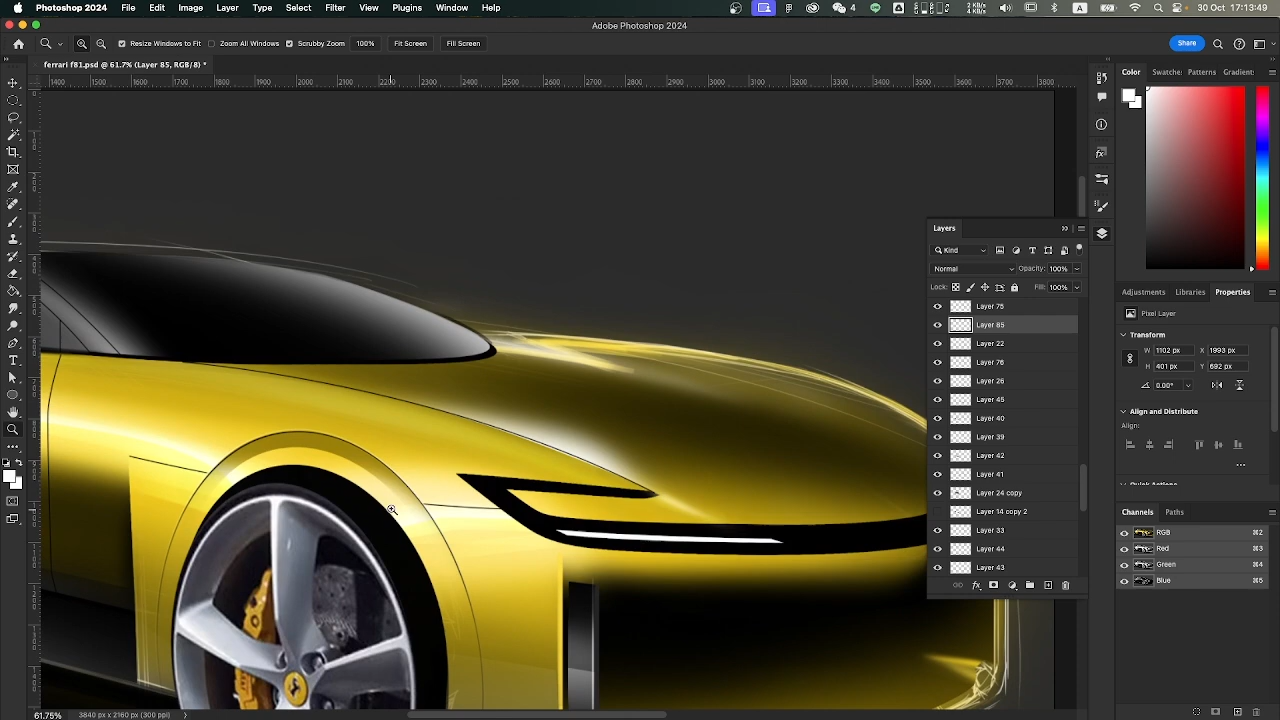 Photoshop 2024 File Edit Image Layer Type Select Filter View Plugins Window Help 4 A 30 Oct 17:13:49
Adobe Photoshop 2024
Resize Windows to Fit Zoom All Windows Scrubby Zoom 100% Fit Screen Fill Screen Share
ferrari f81.psd @ 61.7% (Layer 85, RGB/8) *
1400 1500 1600 1700 1800 1900 2000 2100 2200 2300 2400 2500 2600 2700 2800 2900 3000 3100 3200 3300 3400 3500 3600 3700 3800
Color Swatche: Patterns Gradient:
Layers
Kind
Normal Opacity: 100%
Lock: Fill: 100%
Layer 75
Layer 85
Layer 22
Layer 76
Layer 26
Layer 45
Layer 40
Layer 39
Layer 42
Layer 41
Layer 24 copy
Layer 14 copy 2
Layer 33
Layer 44
Layer 43
Adjustments Libraries Properties
Pixel Layer
Transform
W 1102 px X 1993 px
H 401 px Y 692 px
0.00°
Align and Distribute
Align:
Channels Paths
RGB ⌘2
Red ⌘3
Green ⌘4
Blue ⌘5
61.75% 3840 px x 2160 px (300 ppi)